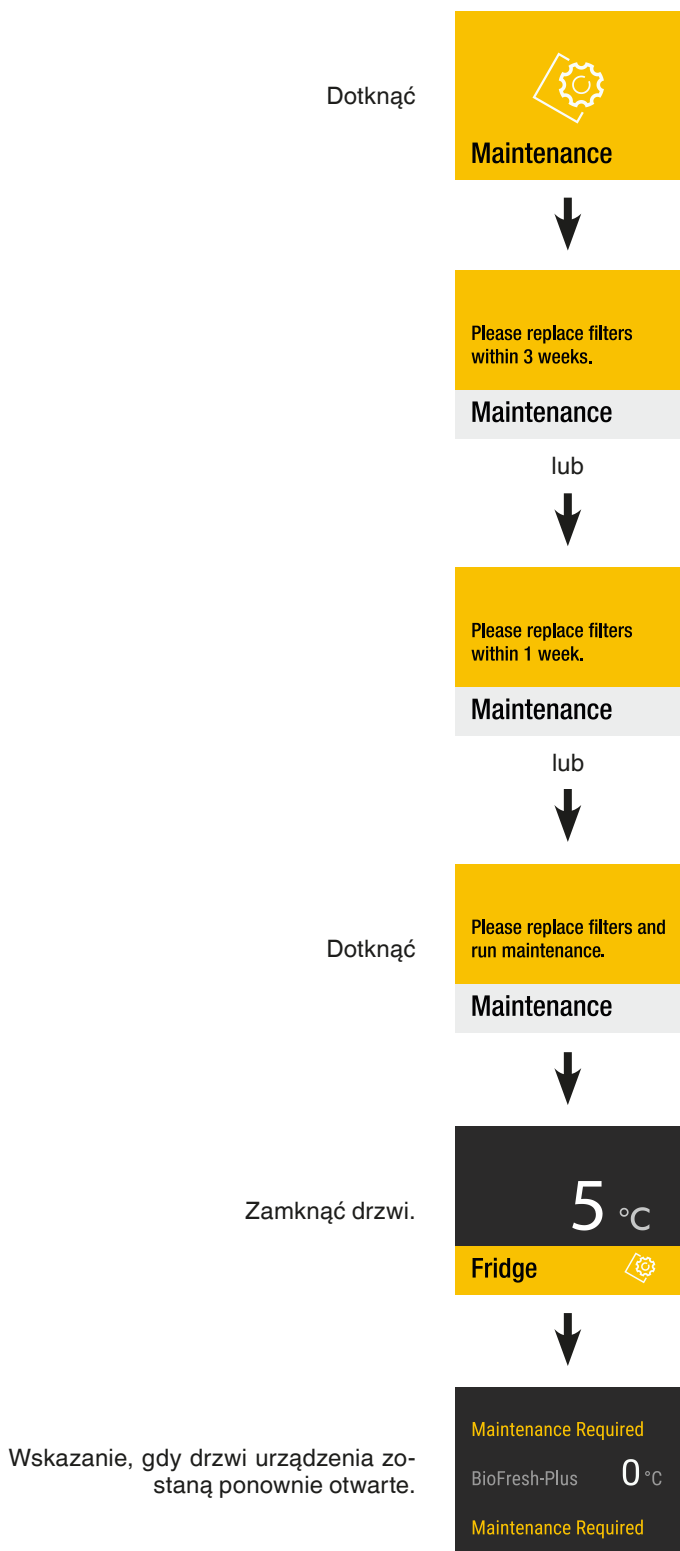 Dotknąć
Maintenance
Please replace filters
within 3 weeks.
Maintenance
lub
Please replace filters
within 1 week.
Maintenance
lub
Dotknąć
Please replace filters and
run maintenance.
Maintenance
Zamknąć drzwi.
5 °C
Fridge
Wskazanie, gdy drzwi urządzenia zo-
staną ponownie otwarte.
Maintenance Required
BioFresh-Plus 0 °C
Maintenance Required